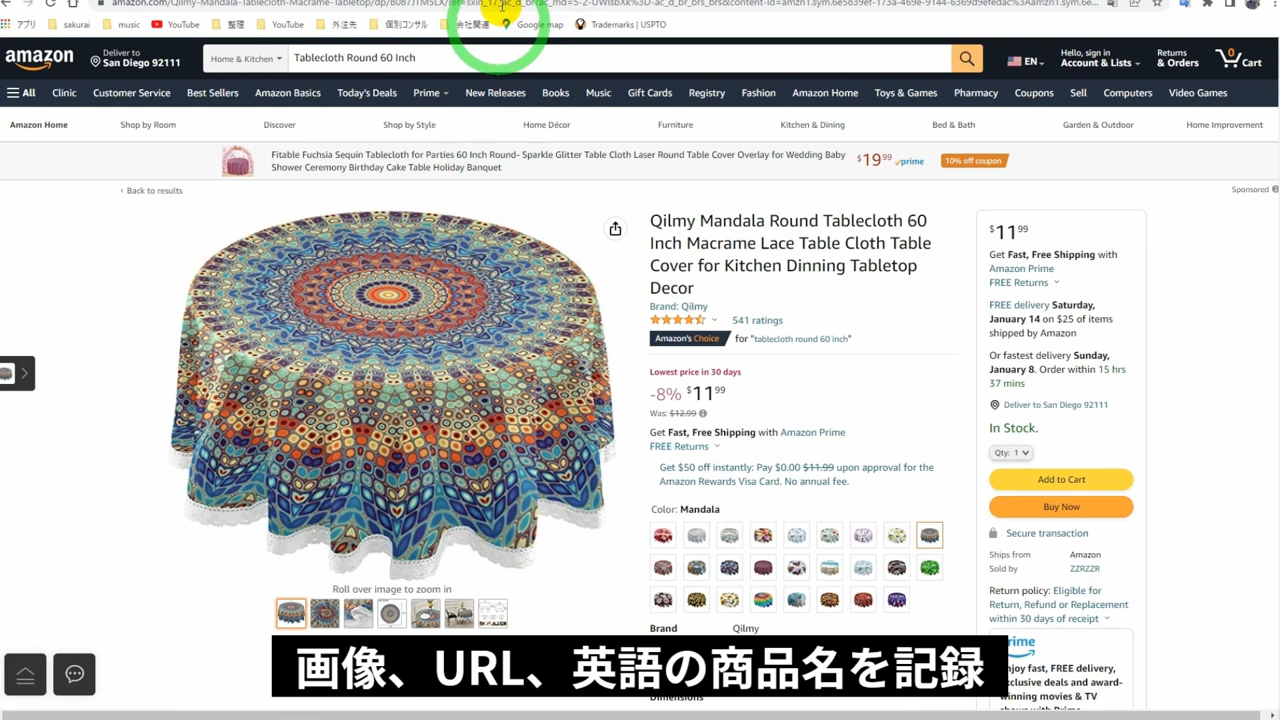 アプリ sakurai music YouTube 整理 YouTube 外注先 個別コンサル 会社関連 Google map Trademarks | USPTO
amazon
Deliver to
San Diego 92111
Home & Kitchen
Tablecloth Round 60 Inch
EN
Hello, sign in
Account & Lists
Returns
& Orders
0
Cart
All Clinic Customer Service Best Sellers Amazon Basics Today's Deals Prime New Releases Books Music Gift Cards Registry Fashion Amazon Home Toys & Games Pharmacy Coupons Sell Computers Video Games
Amazon Home Shop by Room Discover Shop by Style Home Décor Furniture Kitchen & Dining Bed & Bath Garden & Outdoor Home Improvement
Fitable Fuchsia Sequin Tablecloth for Parties 60 Inch Round- Sparkle Glitter Table Cloth Laser Round Table Cover Overlay for Wedding Baby
Shower Ceremony Birthday Cake Table Holiday Banquet
$19⁹⁹ prime
10% off coupon
‹ Back to results
Sponsored
Qilmy Mandala Round Tablecloth 60
Inch Macrame Lace Table Cloth Table
Cover for Kitchen Dinning Tabletop
Decor
Brand: Qilmy
541 ratings
Amazon's Choice for "tablecloth round 60 inch"
Lowest price in 30 days
-8% $11⁹⁹
Was: $12.99
Get Fast, Free Shipping with Amazon Prime
FREE Returns
Get $50 off instantly: Pay $0.00 $11.99 upon approval for the
Amazon Rewards Visa Card. No annual fee.
Color: Mandala
Brand Qilmy
Roll over image to zoom in
$11⁹⁹
Get Fast, Free Shipping with
Amazon Prime
FREE Returns
FREE delivery Saturday,
January 14 on $25 of items
shipped by Amazon
Or fastest delivery Sunday,
January 8. Order within 15 hrs
37 mins
Deliver to San Diego 92111
In Stock.
Qty: 1
Add to Cart
Buy Now
Secure transaction
Ships from Amazon
Sold by ZZRZZR
Return policy: Eligible for
Return, Refund or Replacement
within 30 days of receipt
prime
Enjoy fast, FREE delivery,
exclusive deals and award-
winning movies & TV
画像、URL、英語の商品名を記録